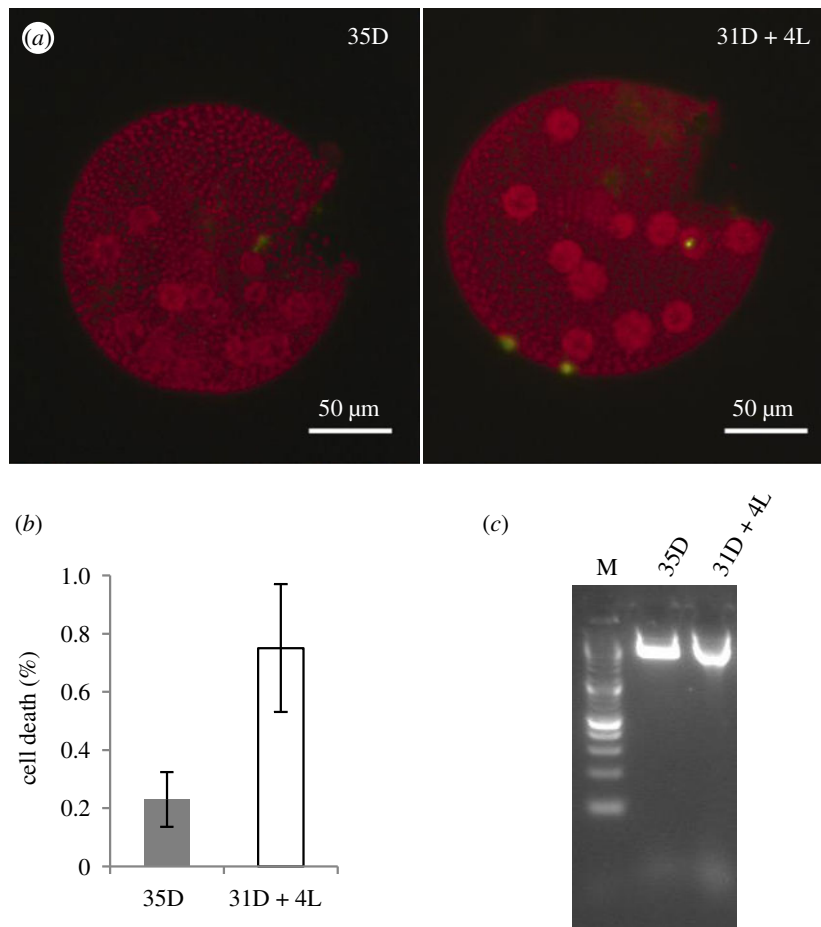 (a)
35D
31D + 4L
50 µm
50 µm
(b)
cell death (%)
1.0
0.8
0.6
0.4
0.2
0
35D
31D + 4L
(c)
M
35D
31D + 4L